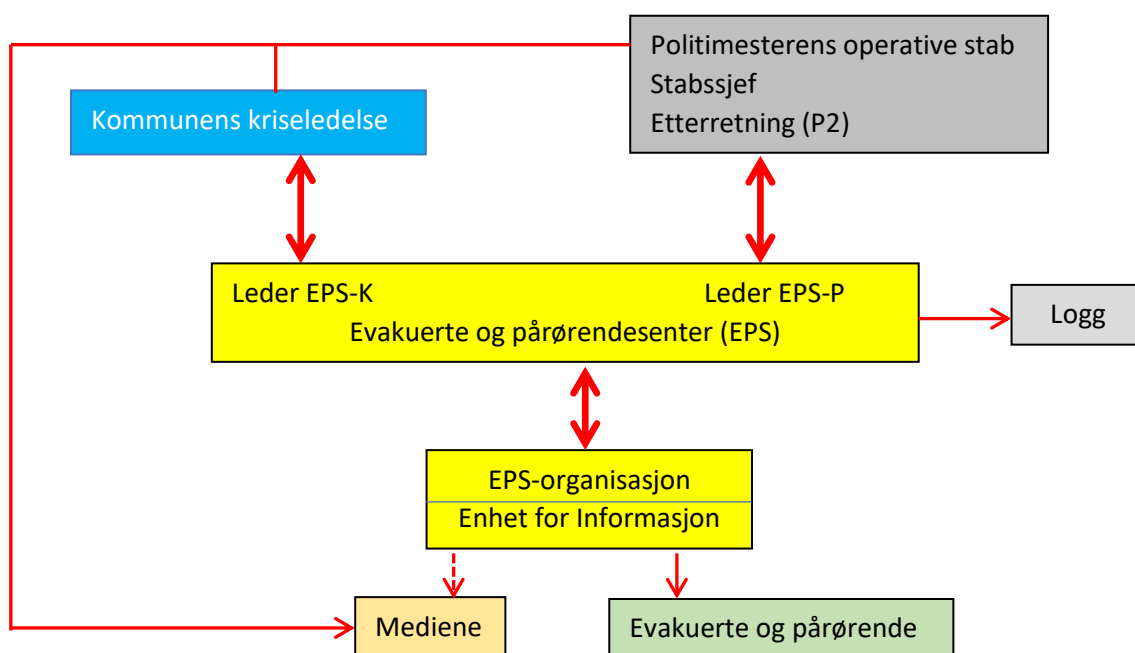 Politimesterens operative stab
Stabssjef
Etterretning (P2)
Kommunens kriseledelse
Leder EPS-K
Leder EPS-P
Evakuerte og pårørendesenter (EPS)
Logg
EPS-organisasjon
Enhet for Informasjon
Mediene
Evakuerte og pårørende